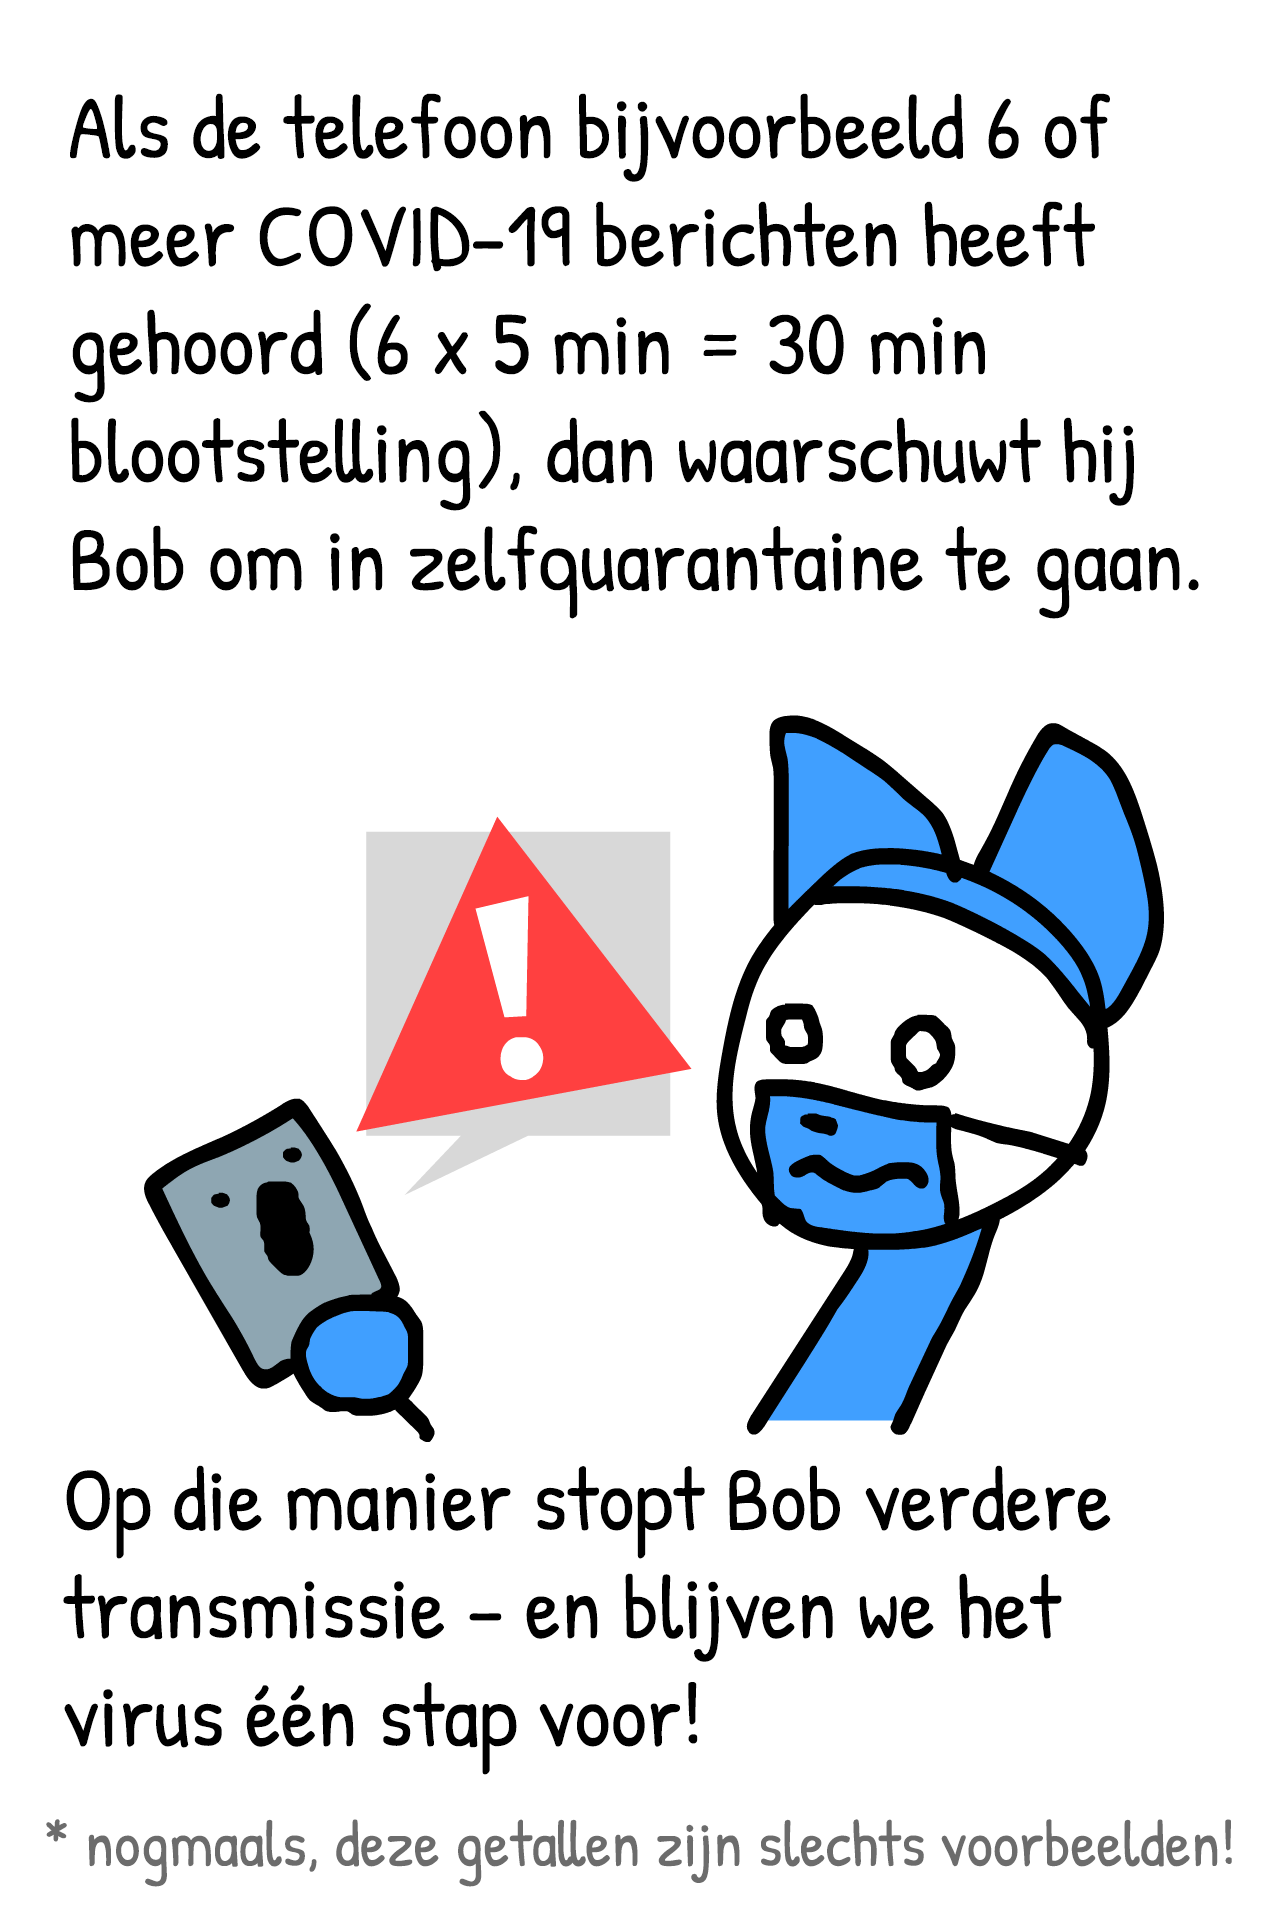 Als de telefoon bijvoorbeeld 6 of
meer COVID-19 berichten heeft
gehoord (6 x 5 min = 30 min
blootstelling), dan waarschuwt hij
Bob om in zelfquarantaine te gaan.
!
Op die manier stopt Bob verdere
transmissie - en blijven we het
virus één stap voor!
* nogmaals, deze getallen zijn slechts voorbeelden!